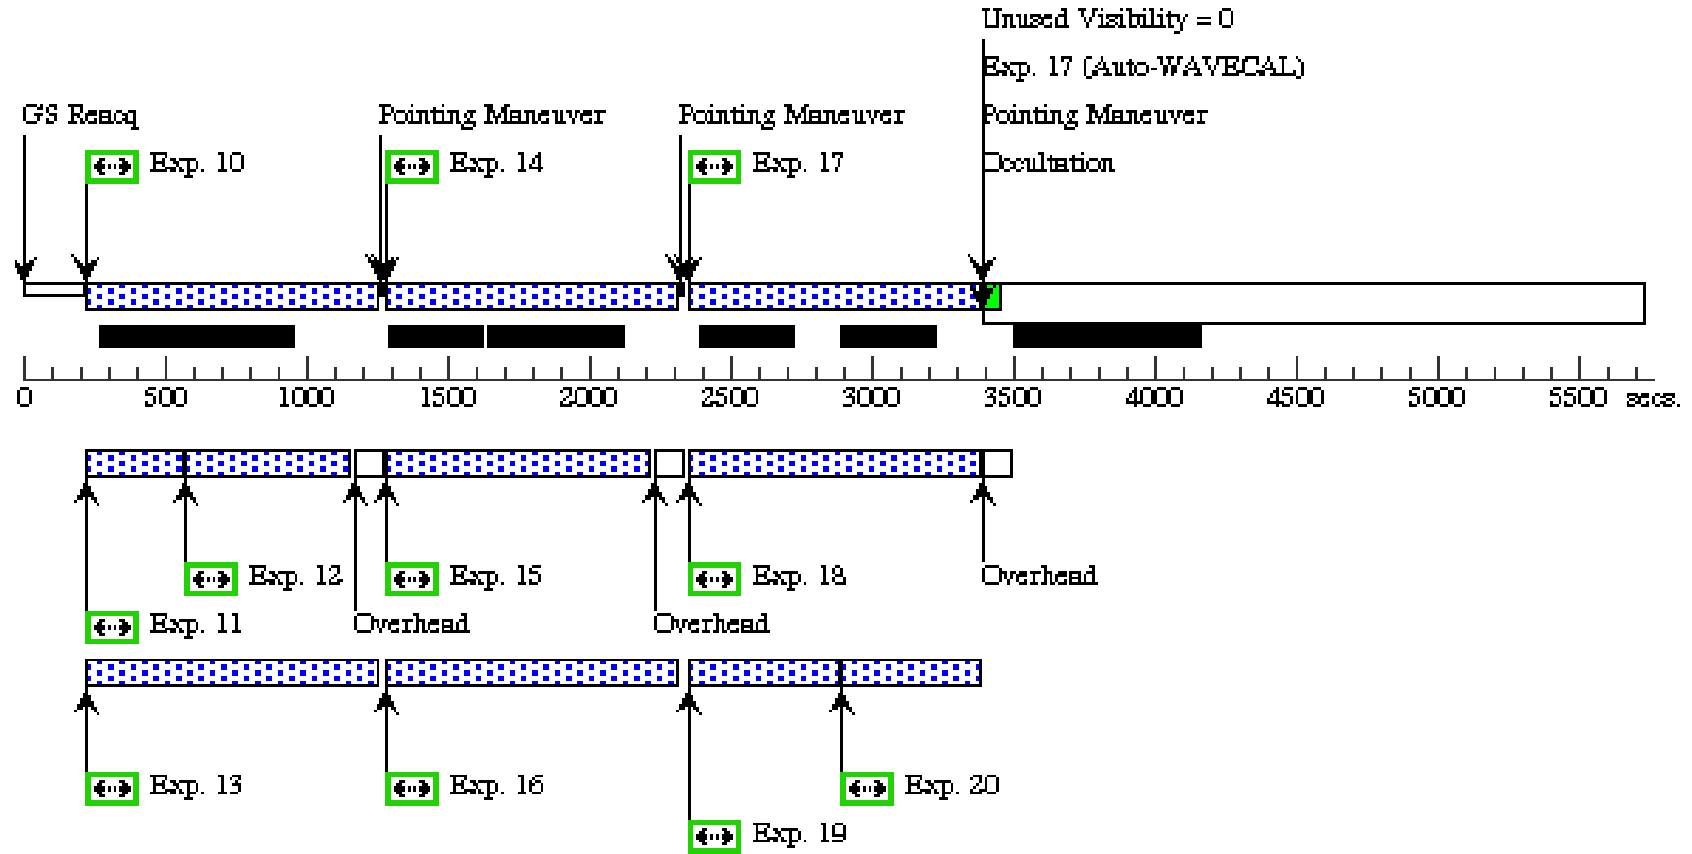 Unused Visibility = 0
Exp. 17 (Auto-WAVECAL)
GS Reacq Pointing Maneuver Pointing Maneuver Pointing Maneuver
Exp. 10 Exp. 14 Exp. 17 Occultation
0 500 1000 1500 2000 2500 3000 3500 4000 4500 5000 5500 secs.
Exp. 12 Exp. 15 Exp. 18 Overhead
Exp. 11 Overhead Overhead
Exp. 13 Exp. 16 Exp. 20
Exp. 19